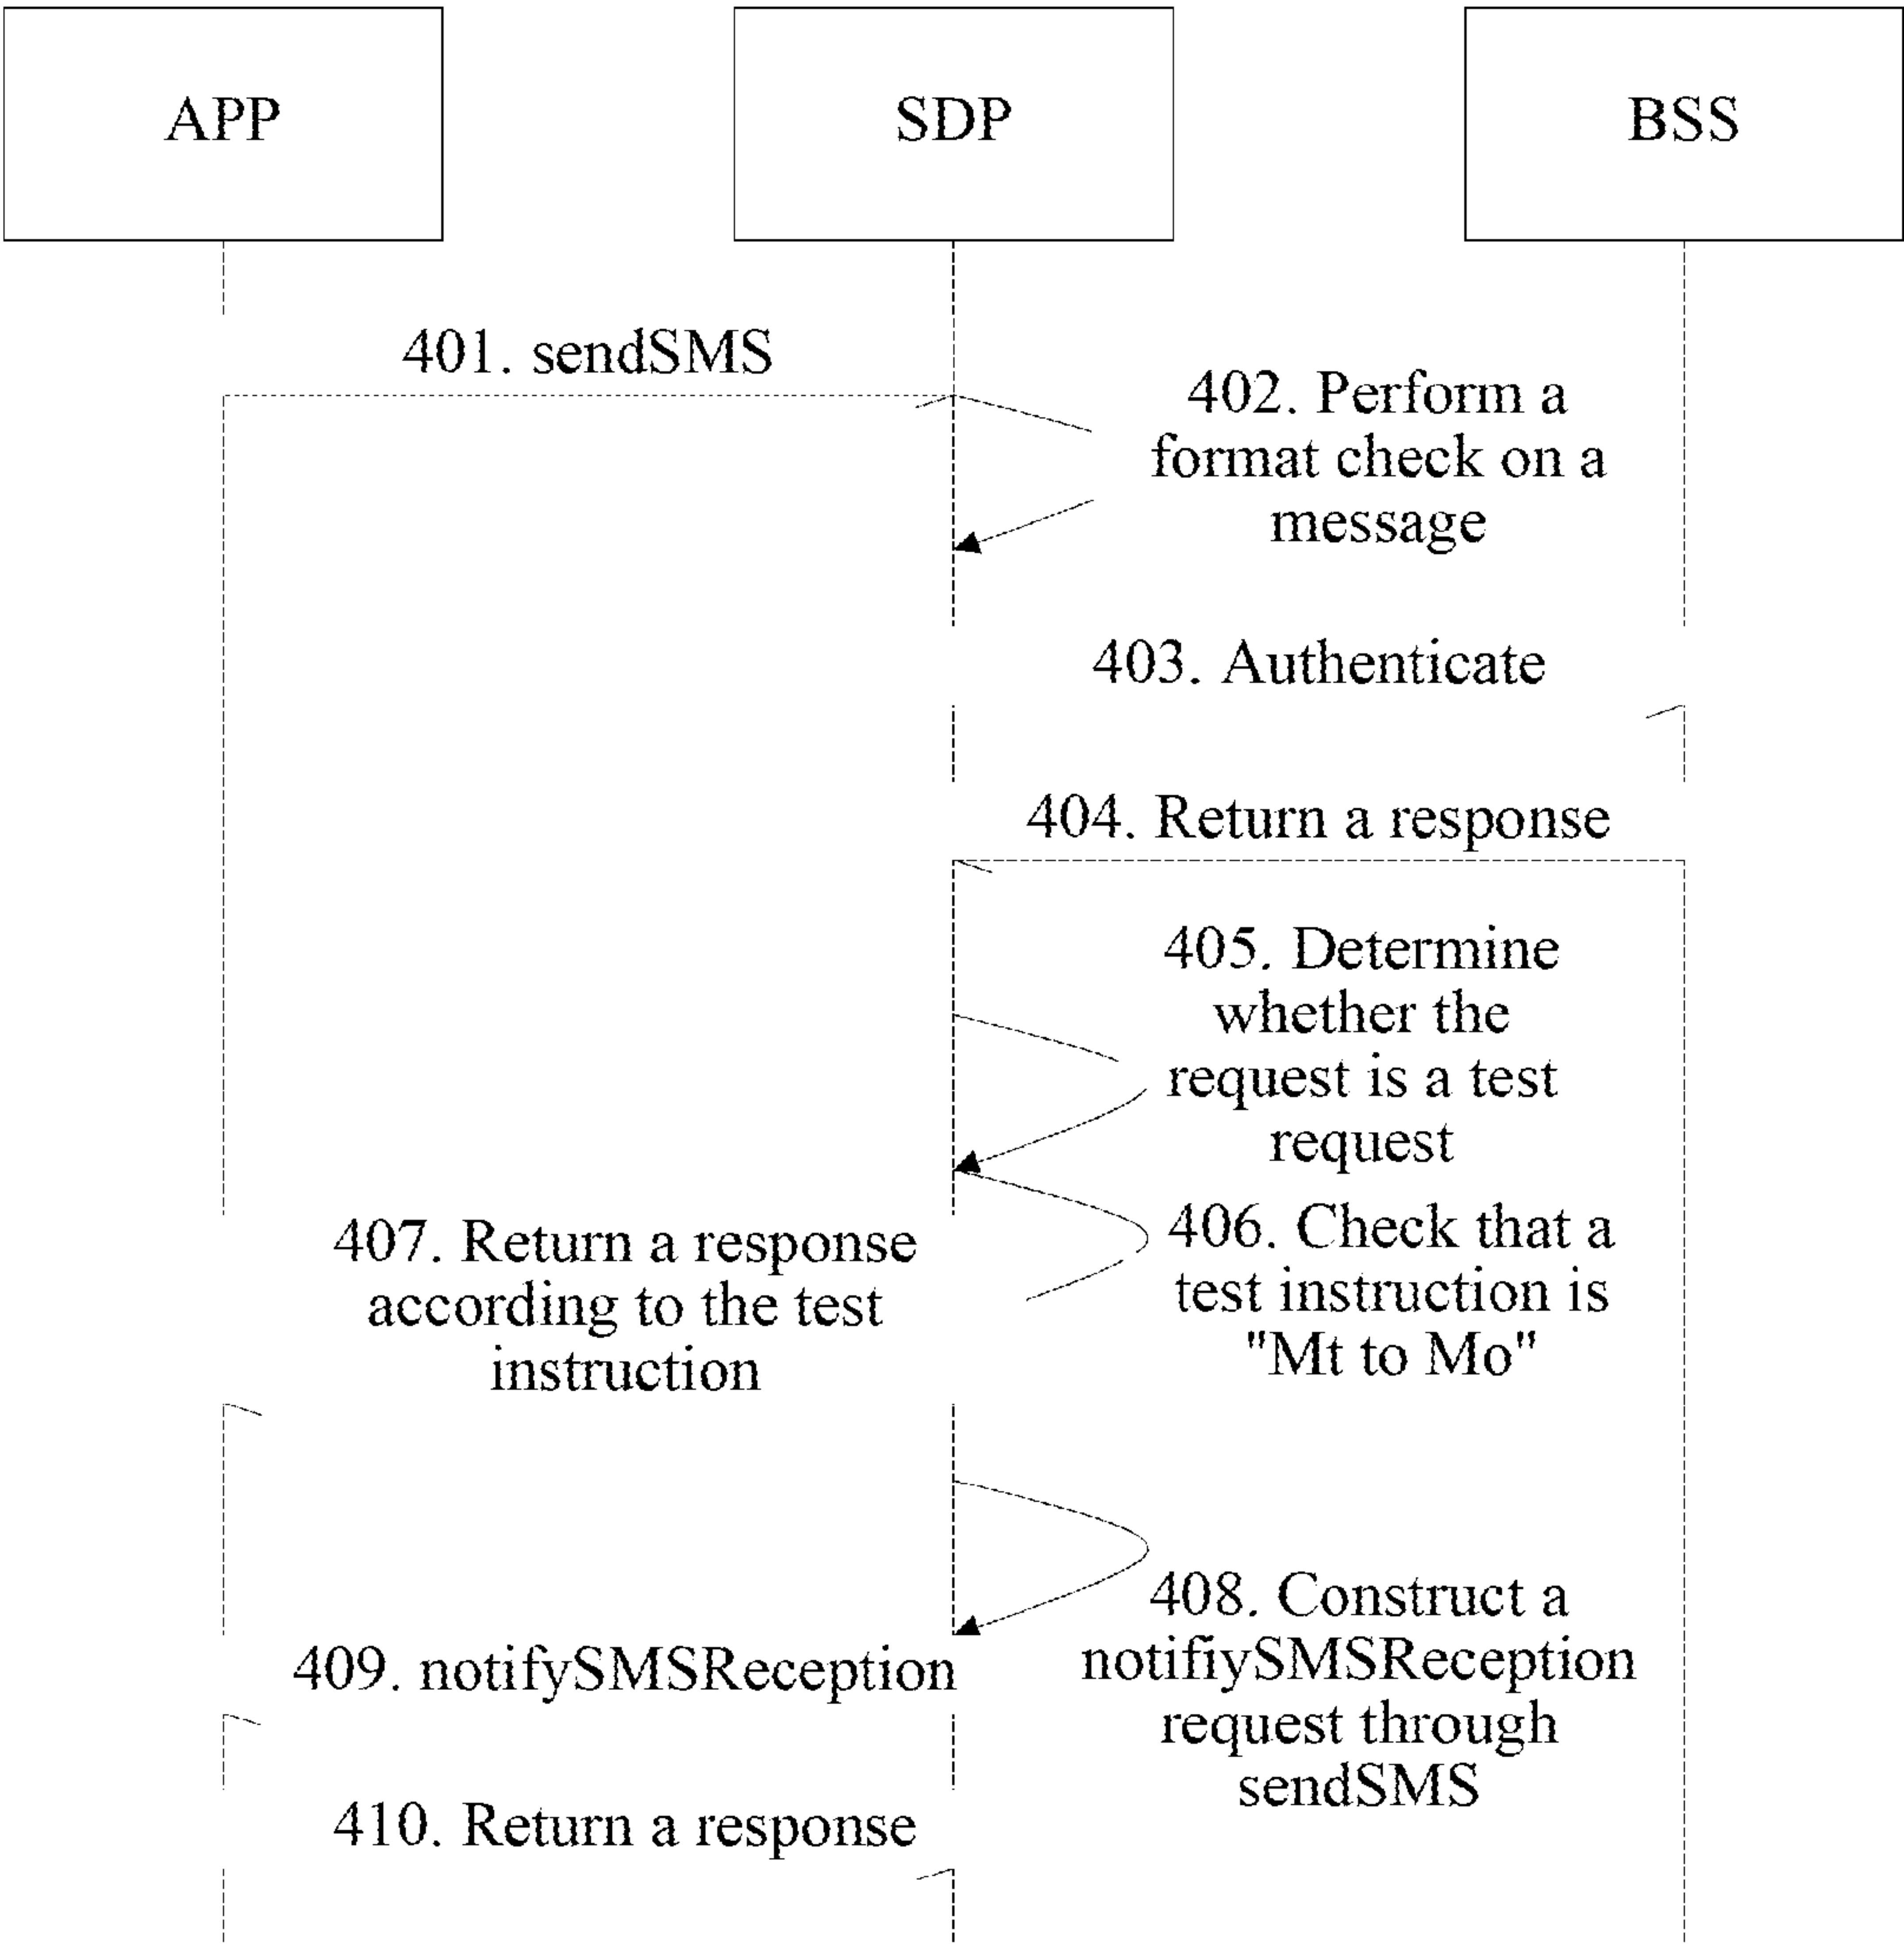 APP
SDP
BSS
401. sendSMS
402. Perform a
format check on a
message
403. Authenticate
404. Return a response
405. Determine
whether the
request is a test
request
406. Check that a
test instruction is
"Mt to Mo"
407. Return a response
according to the test
instruction
408. Construct a
notifiySMSReception
request through
sendSMS
409. notifySMSReception
410. Return a response